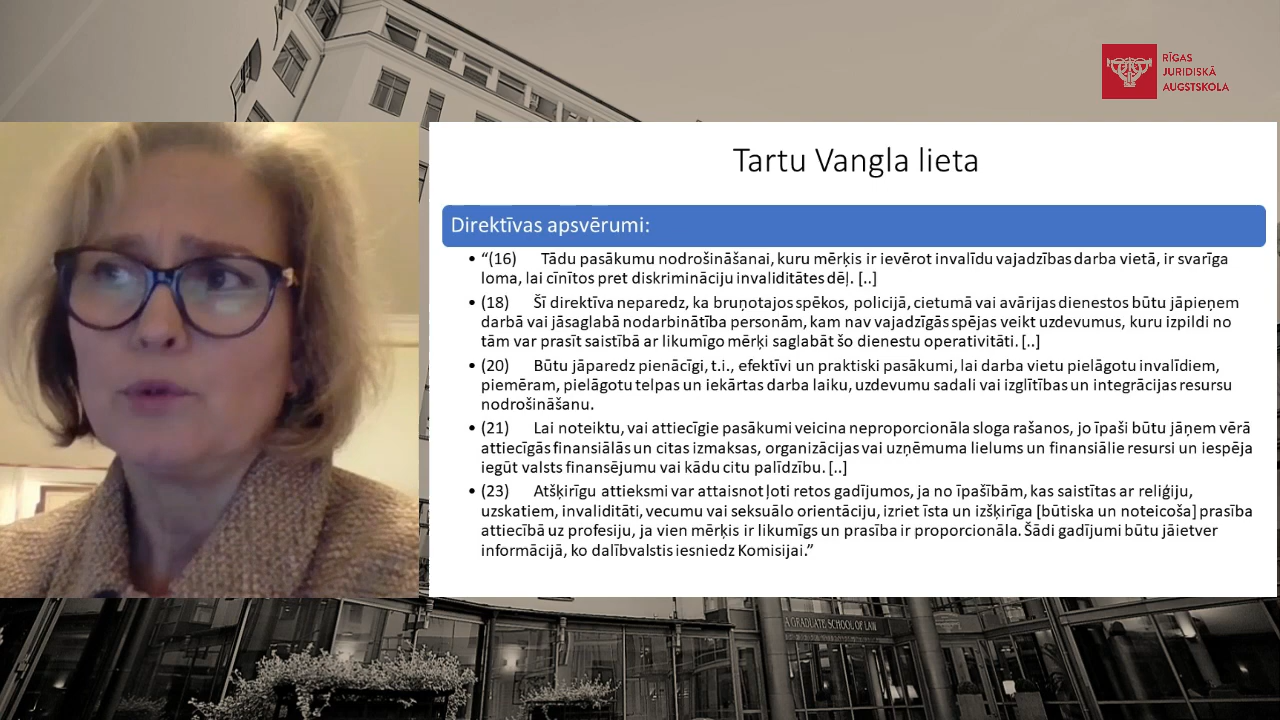 RĪGAS
JURIDISKĀ
AUGSTSKOLA
Tartu Vangla lieta
Direktīvas apsvērumi:
• “(16) Tādu pasākumu nodrošināšanai, kuru mērķis ir ievērot invalīdu vajadzības darba vietā, ir svarīga
loma, lai cīnītos pret diskrimināciju invaliditātes dēļ. [..]
• (18) Šī direktīva neparedz, ka bruņotajos spēkos, policijā, cietumā vai avārijas dienestos būtu jāpieņem
darbā vai jāsaglabā nodarbinātība personām, kam nav vajadzīgās spējas veikt uzdevumus, kuru izpildi no
tām var prasīt saistībā ar likumīgo mērķi saglabāt šo dienestu operativitāti. [..]
• (20) Būtu jāparedz pienācīgi, t.i., efektīvi un praktiski pasākumi, lai darba vietu pielāgotu invalīdiem,
piemēram, pielāgotu telpas un iekārtas darba laiku, uzdevumu sadali vai izglītības un integrācijas resursu
nodrošināšanu.
• (21) Lai noteiktu, vai attiecīgie pasākumi veicina neproporcionāla sloga rašanos, jo īpaši būtu jāņem vērā
attiecīgās finansiālās un citas izmaksas, organizācijas vai uzņēmuma lielums un finansiālie resursi un iespēja
iegūt valsts finansējumu vai kādu citu palīdzību. [..]
• (23) Atšķirīgu attieksmi var attaisnot ļoti retos gadījumos, ja no īpašībām, kas saistītas ar reliģiju,
uzskatiem, invaliditāti, vecumu vai seksuālo orientāciju, izriet īsta un izšķirīga [būtiska un noteicoša] prasība
attiecībā uz profesiju, ja vien mērķis ir likumīgs un prasība ir proporcionāla. Šādi gadījumi būtu jāietver
informācijā, ko dalībvalstis iesniedz Komisijai.”
A GRADUATE SCHOOL OF LAW